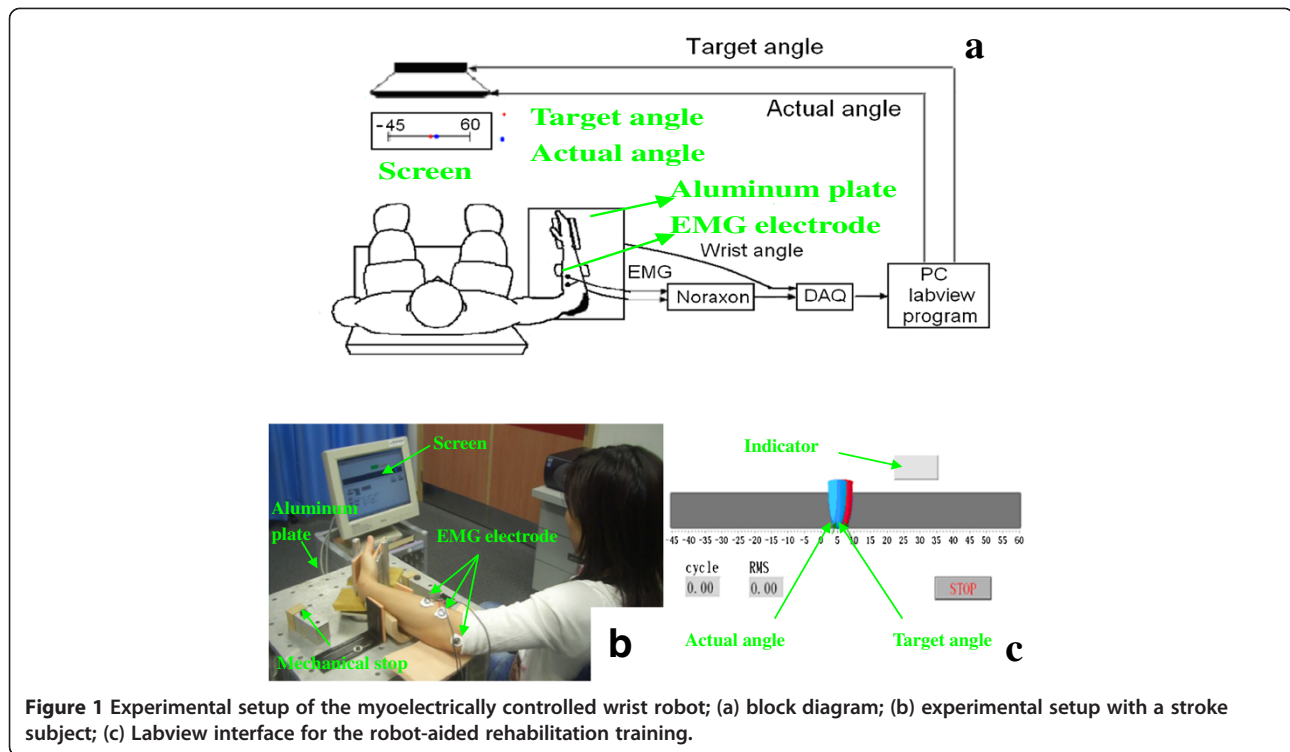 Target angle
a
Actual angle
-45 60
Target angle
Actual angle
Screen
Aluminum plate
EMG electrode
Wrist angle
EMG
Noraxon
DAQ
PC
labview
program
Screen
Aluminum
plate
EMG electrode
Mechanical stop
b
Indicator
-45 -40 -35 -30 -25 -20 -15 -10 -5 0 5 10 15 20 25 30 35 40 45 50 55 60
cycle RMS
0.00 0.00
STOP
Actual angle
Target angle
c
Figure 1 Experimental setup of the myoelectrically controlled wrist robot; (a) block diagram; (b) experimental setup with a stroke
subject; (c) Labview interface for the robot-aided rehabilitation training.